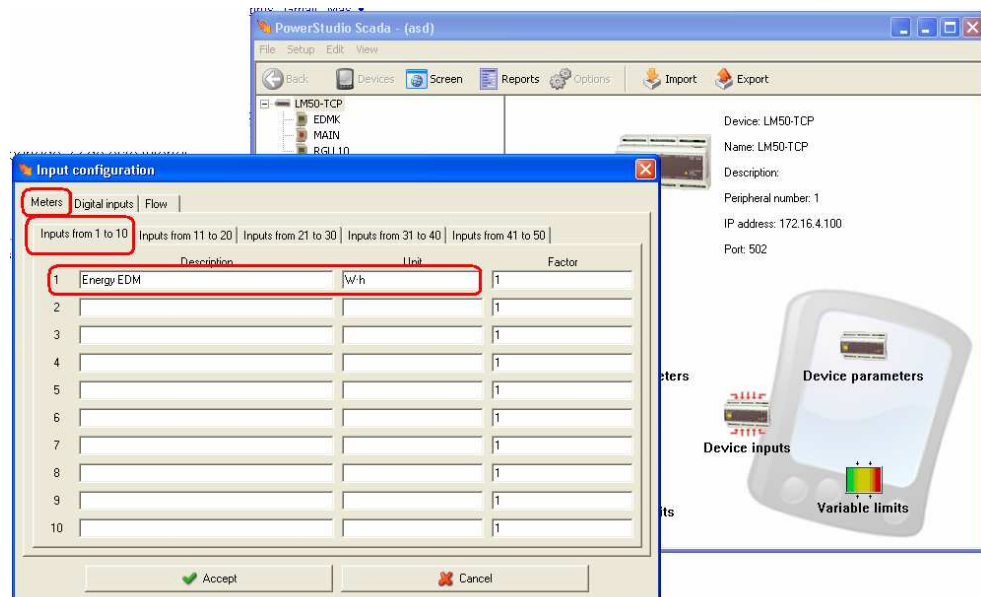 PowerStudio Scada - (asd)
File Setup Edit View
Back Devices Screen Reports Options Import Export
LM50-TCP
EDMK
MAIN
RGU 10
Device: LM50-TCP
Name: LM50-TCP
Description:
Peripheral number: 1
IP address: 172.16.4.100
Port: 502
Device parameters
Device inputs
Variable limits
Input configuration
Meters Digital inputs Flow
Inputs from 1 to 10 Inputs from 11 to 20 Inputs from 21 to 30 Inputs from 31 to 40 Inputs from 41 to 50
Description Unit Factor
1 Energy EDM W·h 1
2 1
3 1
4 1
5 1
6 1
7 1
8 1
9 1
10 1
Accept Cancel